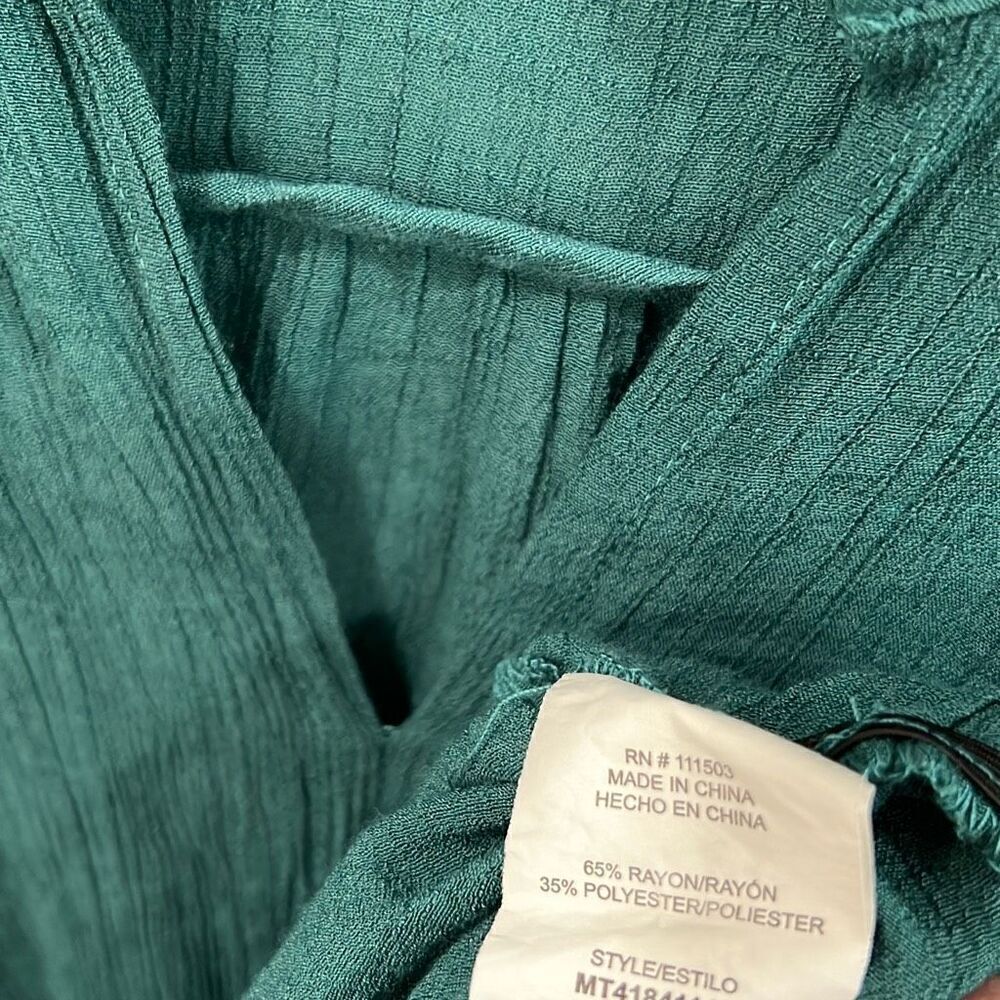 RN # 111503
MADE IN CHINA
HECHO EN CHINA
65% RAYON/RAYÓN
35% POLYESTER/POLIESTER
STYLE/ESTILO